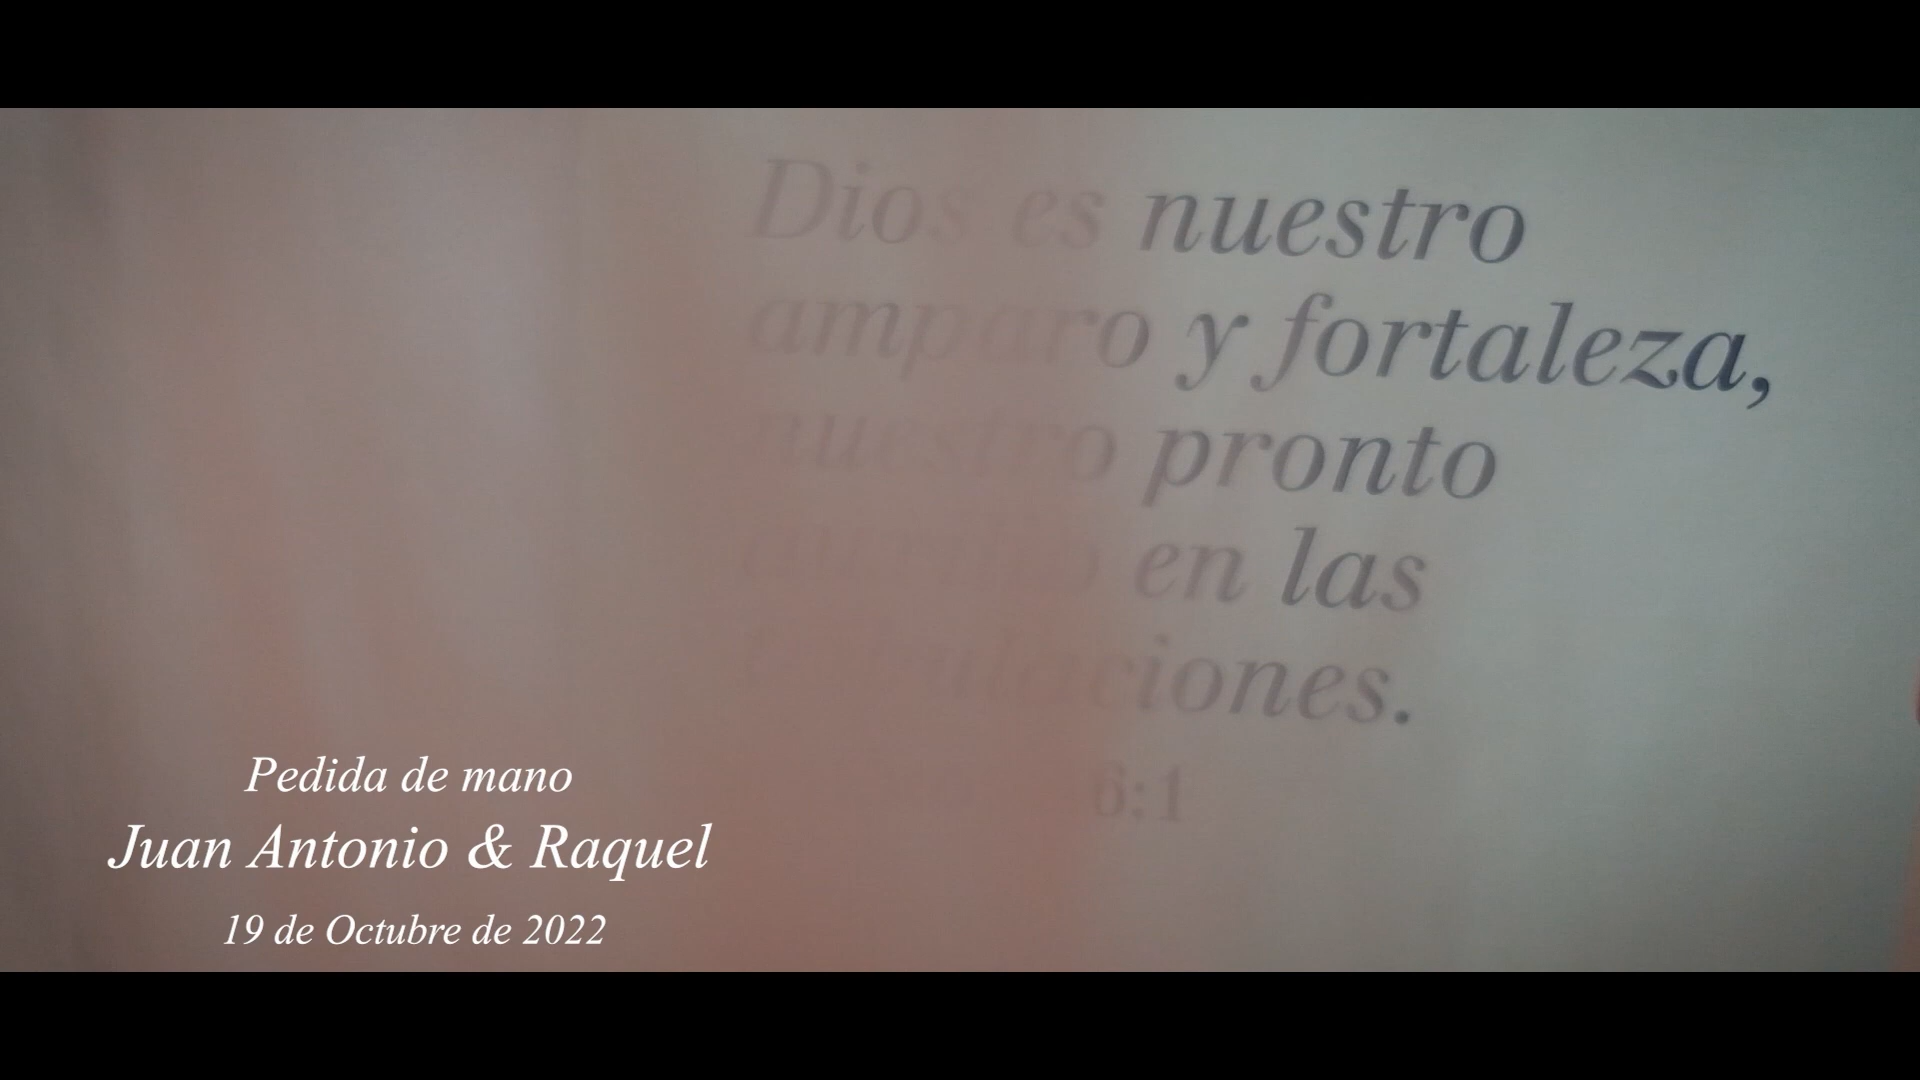 Dios es nuestro
amparo y fortaleza,
nuestro pronto
en las
6:1
Pedida de mano
Juan Antonio & Raquel
19 de Octubre de 2022